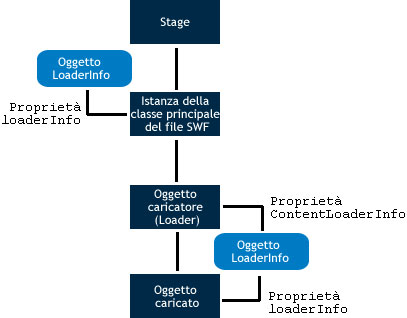 Stage
Oggetto
LoaderInfo
Proprietà
loaderInfo
Istanza della
classe principale
del file SWF
Oggetto
caricatore
(Loader)
Proprietà
ContentLoaderInfo
Oggetto
LoaderInfo
Oggetto
caricato
Proprietà
loaderInfo